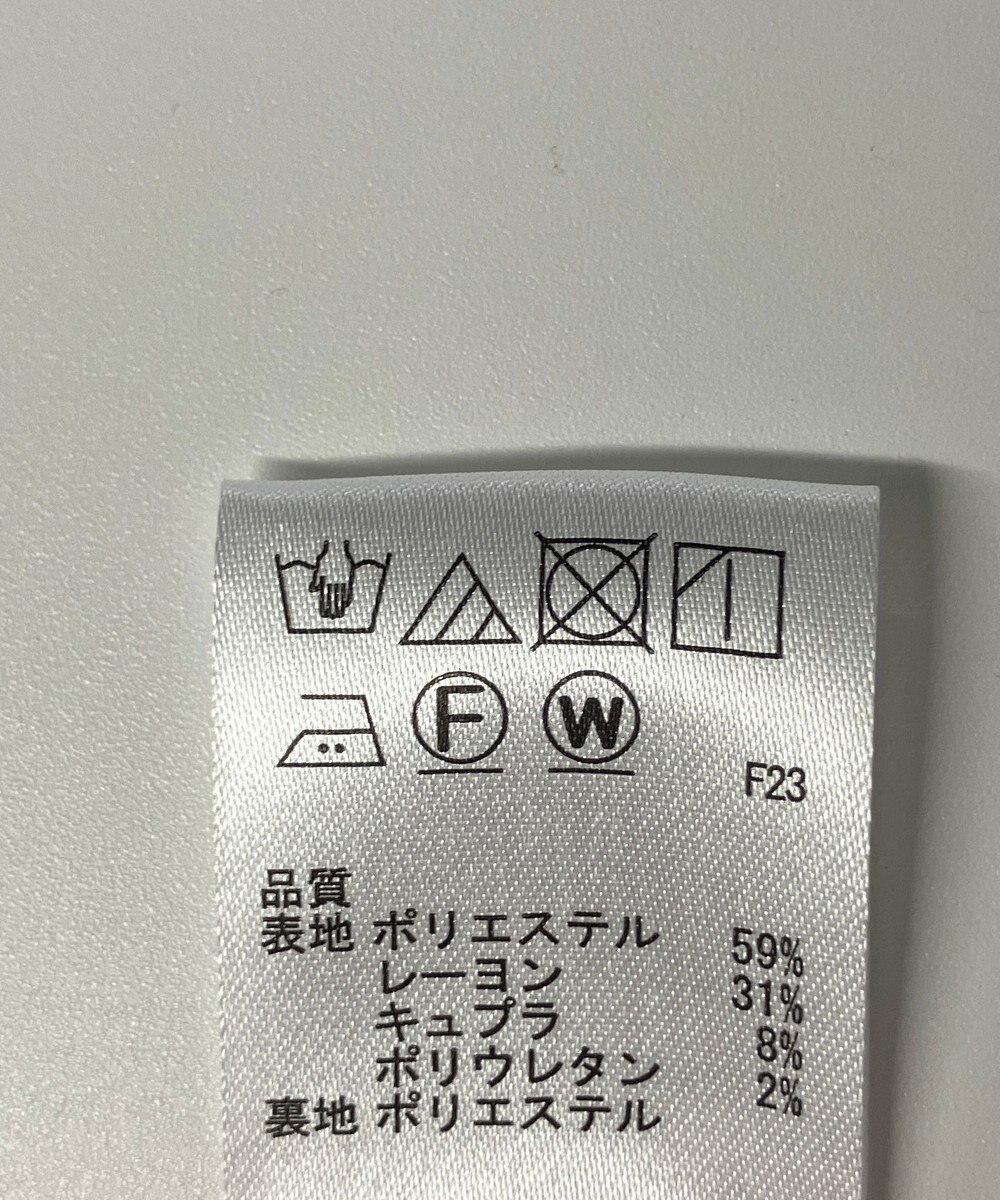 F
W
F23
品質
表地 ポリエステル 59%
レーヨン 31%
キュプラ 8%
ポリウレタン 2%
裏地 ポリエステル